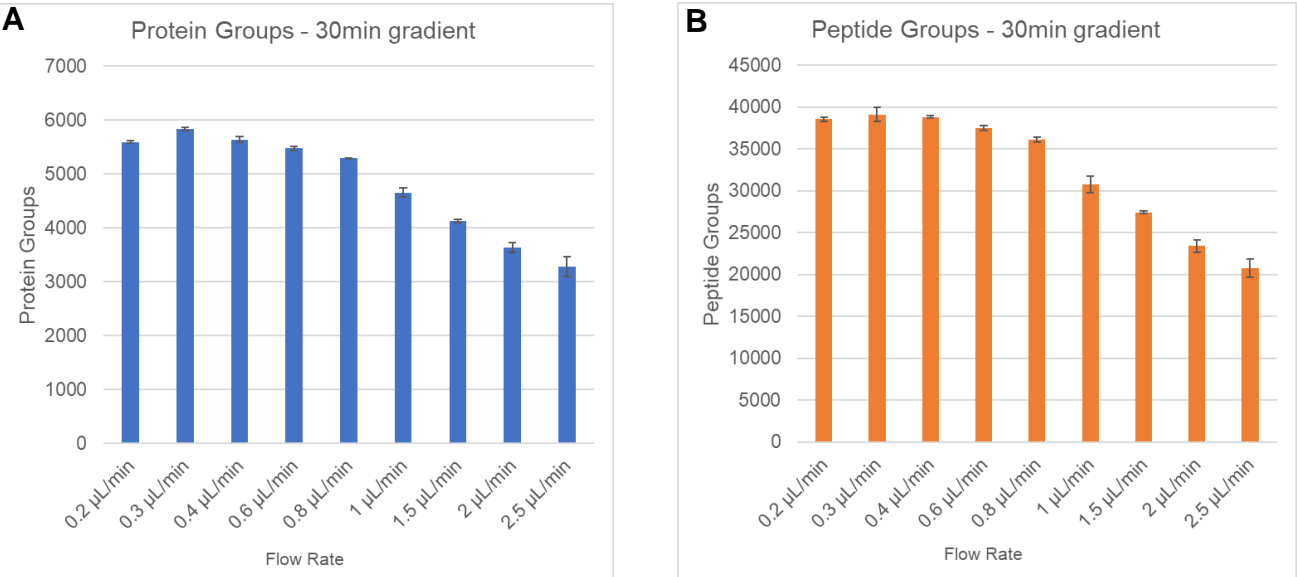 A
Protein Groups - 30min gradient
7000
6000
5000
4000
3000
2000
1000
0
Protein Groups
0.2 µL/min
0.3 µL/min
0.4 µL/min
0.6 µL/min
0.8 µL/min
1 µL/min
1.5 µL/min
2 µL/min
2.5 µL/min
Flow Rate
B
Peptide Groups - 30min gradient
45000
40000
35000
30000
25000
20000
15000
10000
5000
0
Peptide Groups
0.2 µL/min
0.3 µL/min
0.4 µL/min
0.6 µL/min
0.8 µL/min
1 µL/min
1.5 µL/min
2 µL/min
2.5 µL/min
Flow Rate